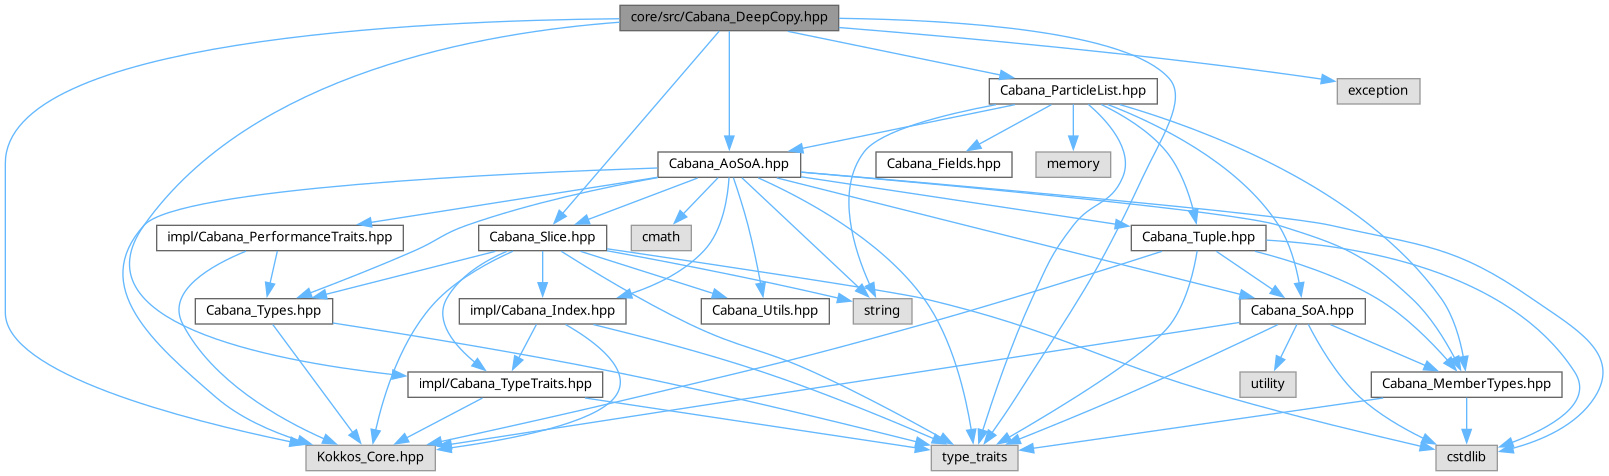 core/src/Cabana_DeepCopy.hpp
Cabana_ParticleList.hpp
exception
Cabana_AoSoA.hpp
Cabana_Fields.hpp
memory
impl/Cabana_PerformanceTraits.hpp
Cabana_Slice.hpp
cmath
Cabana_Tuple.hpp
Cabana_Types.hpp
impl/Cabana_Index.hpp
Cabana_Utils.hpp
string
Cabana_SoA.hpp
impl/Cabana_TypeTraits.hpp
utility
Cabana_MemberTypes.hpp
Kokkos_Core.hpp
type_traits
cstdlib